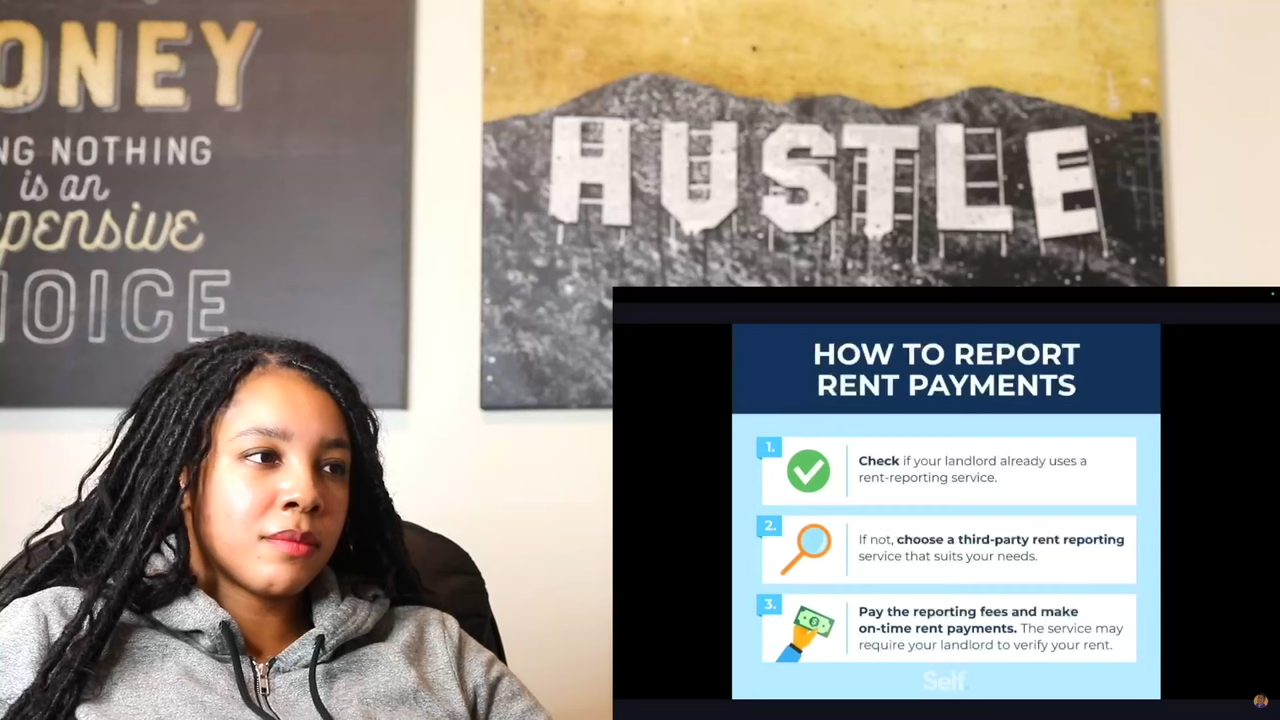 ONEY
NG NOTHING
is an
pensive
HOICE
HUSTLE
HOW TO REPORT
RENT PAYMENTS
1.
Check if your landlord already uses a
rent-reporting service.
2.
If not, choose a third-party rent reporting
service that suits your needs.
3.
Pay the reporting fees and make
on-time rent payments. The service may
require your landlord to verify your rent.
Self.